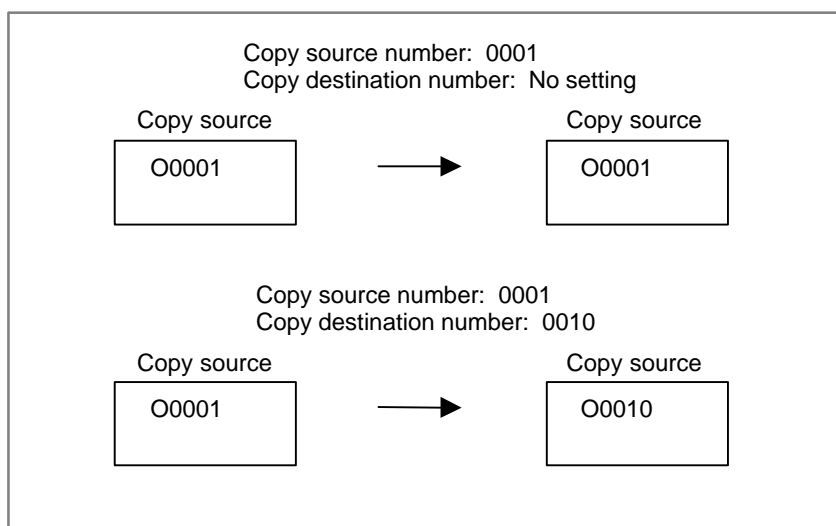 Copy source number: 0001
Copy destination number: No setting
Copy source
Copy source
O0001
O0001
Copy source number: 0001
Copy destination number: 0010
Copy source
Copy source
O0001
O0010